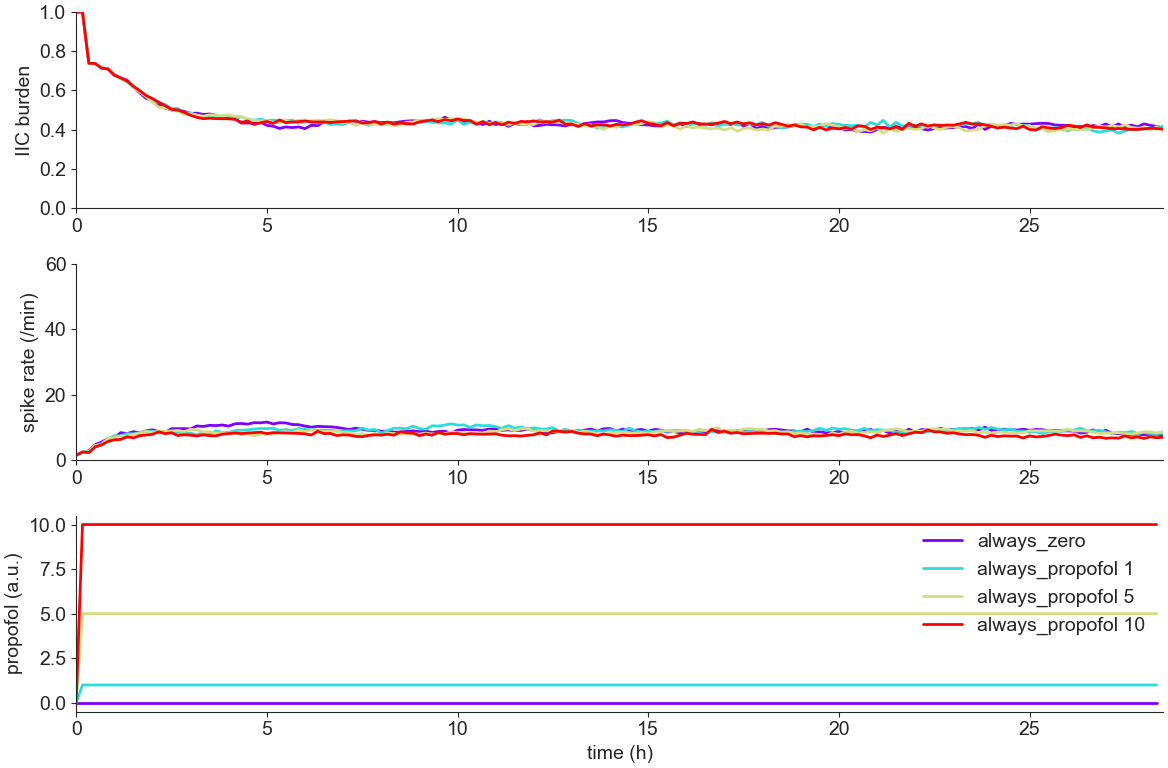 1.0
0.8
0.6
0.4
0.2
0.0
IIC burden
0 5 10 15 20 25
60
40
20
0
spike rate (/min)
0 5 10 15 20 25
10.0
7.5
5.0
2.5
0.0
propofol (a.u.)
always_zero
always_propofol 1
always_propofol 5
always_propofol 10
0 5 10 15 20 25
time (h)